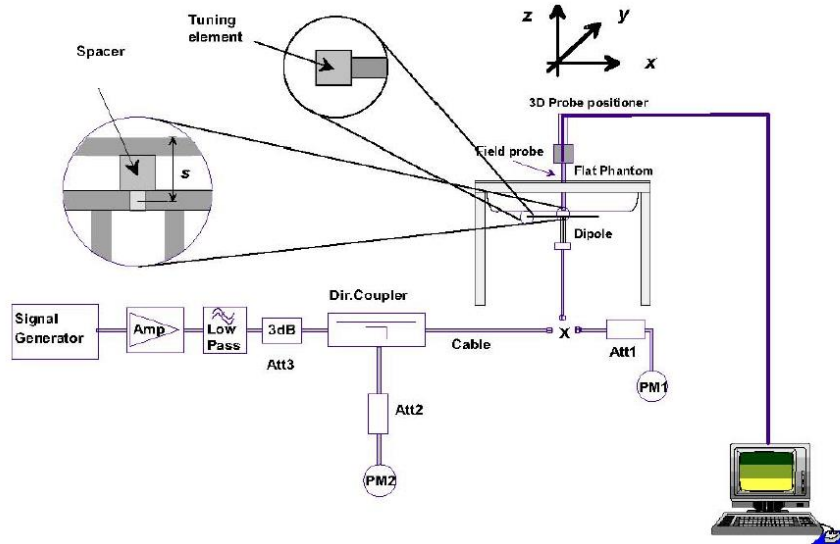 Tuning
element
Spacer
s
z
y
x
3D Probe positioner
Field probe
Flat Phantom
Dipole
Dir.Coupler
Signal
Generator
Amp
Low
Pass
3dB
Att3
Cable
X
Att1
PM1
Att2
PM2